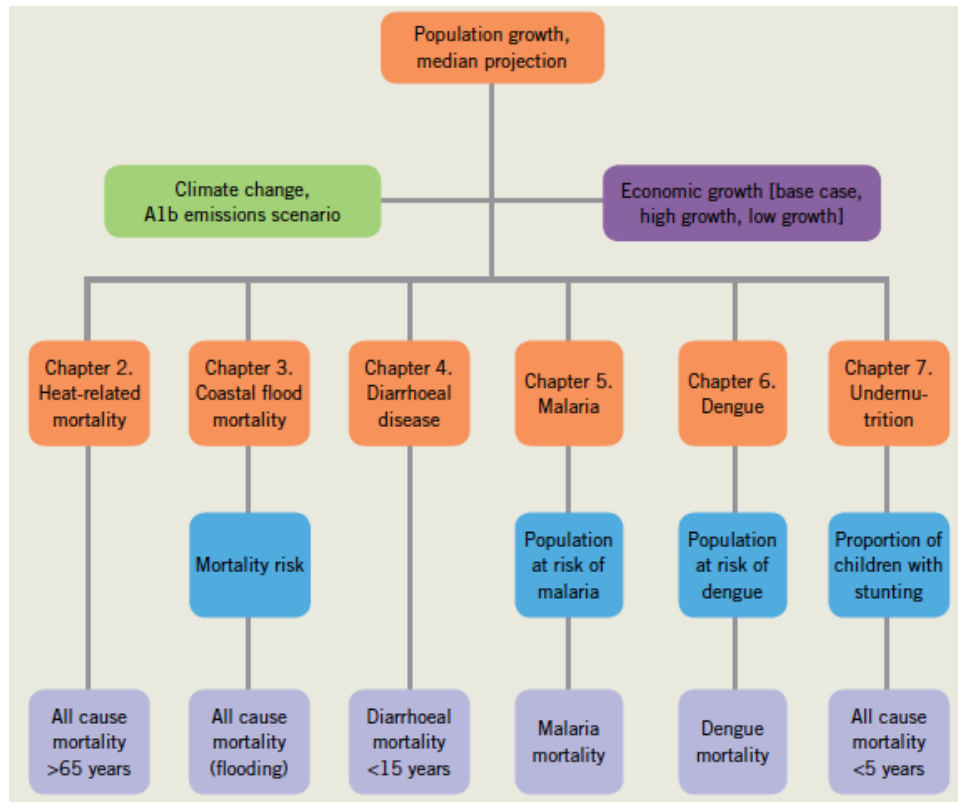 Population growth,
median projection
Climate change,
A1b emissions scenario
Economic growth [base case,
high growth, low growth]
Chapter 2.
Heat-related
mortality
Chapter 3.
Coastal flood
mortality
Chapter 4.
Diarrhoeal
disease
Chapter 5.
Malaria
Chapter 6.
Dengue
Chapter 7.
Undernu-
trition
Mortality risk
Population
at risk of
malaria
Population
at risk of
dengue
Proportion of
children with
stunting
All cause
mortality
>65 years
All cause
mortality
(flooding)
Diarrhoeal
mortality
<15 years
Malaria
mortality
Dengue
mortality
All cause
mortality
<5 years